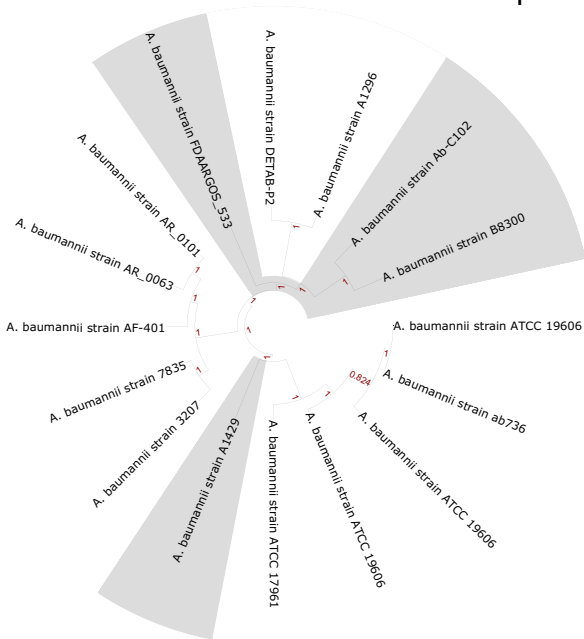 A. baumannii strain FDAARGOS_533
A. baumannii strain DETAB-P2
A. baumannii strain A1296
A. baumannii strain Ab-C102
A. baumannii strain B8300
A. baumannii strain ATCC 19606
A. baumannii strain ab736
A. baumannii strain ATCC 19606
A. baumannii strain ATCC 19606
A. baumannii strain ATCC 17961
A. baumannii strain A1429
A. baumannii strain 3207
A. baumannii strain 7835
A. baumannii strain AF-401
A. baumannii strain AR_0063
A. baumannii strain AR_0101
1
1
1
1
1
1
1
1
1
1
1
1
1
1
0.824